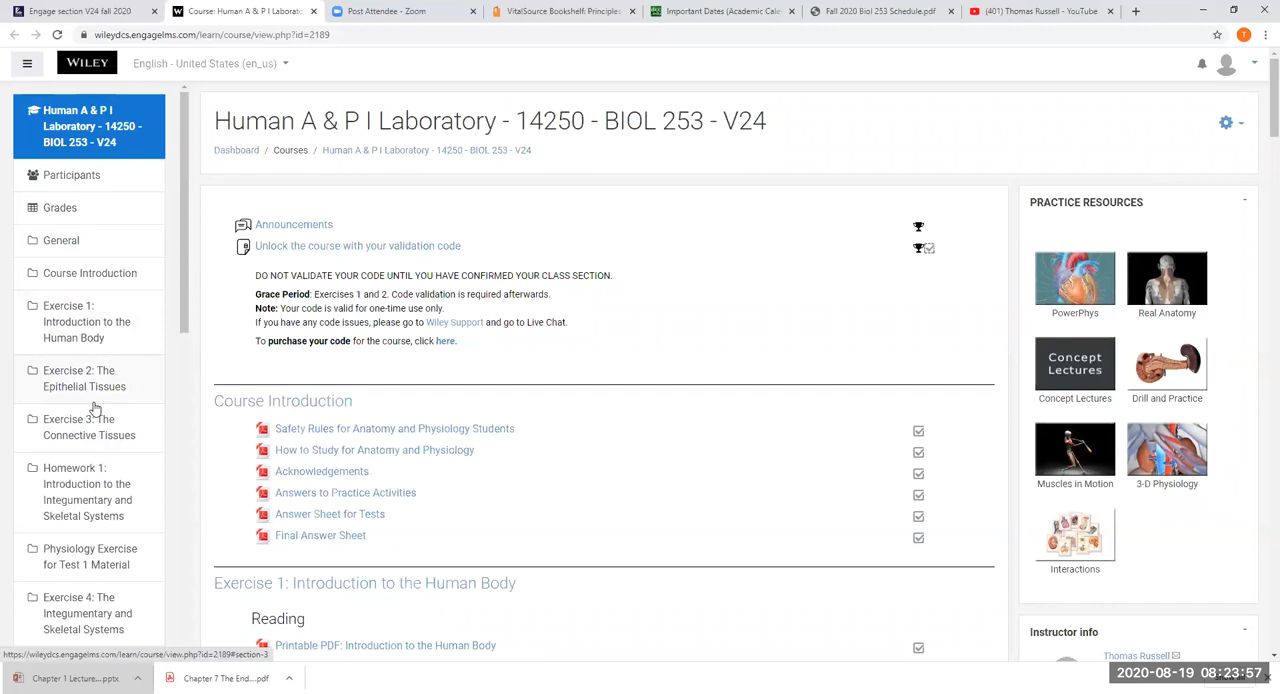 Engage section V24 fall 2020
Course: Human A & P I Laborato
Post Attendee - Zoom
VitalSource Bookshelf: Principles
Important Dates (Academic Cale
Fall 2020 Biol 253 Schedule.pdf
(401) Thomas Russell - YouTube
wileydcs.engagelms.com/learn/course/view.php?id=2189
T
WILEY
English - United States (en_us)
Human A & P I
Laboratory - 14250 -
BIOL 253 - V24
Participants
Grades
General
Course Introduction
Exercise 1:
Introduction to the
Human Body
Exercise 2: The
Epithelial Tissues
Exercise 3: The
Connective Tissues
Homework 1:
Introduction to the
Integumentary and
Skeletal Systems
Physiology Exercise
for Test 1 Material
Exercise 4: The
Integumentary and
Skeletal Systems
Human A & P I Laboratory - 14250 - BIOL 253 - V24
Dashboard / Courses / Human A & P I Laboratory - 14250 - BIOL 253 - V24
Announcements
Unlock the course with your validation code
DO NOT VALIDATE YOUR CODE UNTIL YOU HAVE CONFIRMED YOUR CLASS SECTION.
Grace Period: Exercises 1 and 2. Code validation is required afterwards.
Note: Your code is valid for one-time use only.
If you have any code issues, please go to Wiley Support and go to Live Chat.
To purchase your code for the course, click here.
Course Introduction
Safety Rules for Anatomy and Physiology Students
How to Study for Anatomy and Physiology
Acknowledgements
Answers to Practice Activities
Answer Sheet for Tests
Final Answer Sheet
Exercise 1: Introduction to the Human Body
Reading
Printable PDF: Introduction to the Human Body
PRACTICE RESOURCES
PowerPhys
Real Anatomy
Concept
Lectures
Concept Lectures
Drill and Practice
Muscles in Motion
3-D Physiology
Interactions
Instructor info
Thomas Russell
https://wileydcs.engagelms.com/learn/course/view.php?id=2189#section-3
Chapter 1 Lecture....pptx
Chapter 7 The End....pdf
2020-08-19 08:23:57